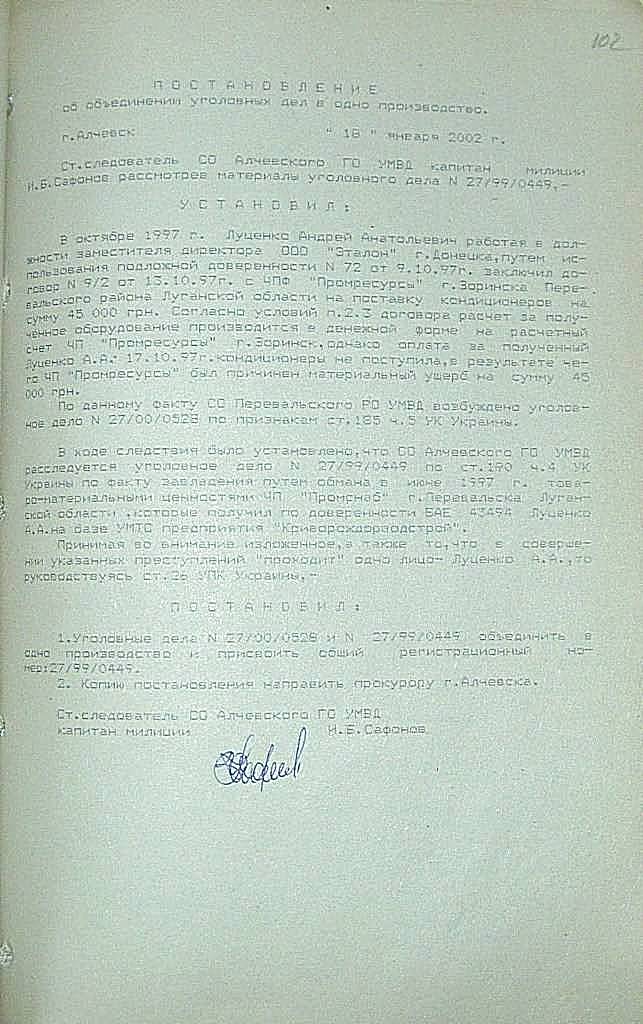 102
П О С Т А Н О В Л Е Н И Е
об объединении уголовных дел в одно производство.
г.Алчевск " 18 " января 2002 г.
Ст.следователь СО Алчевского ГО УМВД капитан милиции
И.Б.Сафонов рассмотрев материалы уголовного дела N 27/99/0449,-
У С Т А Н О В И Л :
В октябре 1997 г. Луценко Андрей Анатольевич работая в дол-
жности заместителя директора ООО "Эталон" г.Донецка,путем ис-
пользования подложной доверенности N 72 от 9.10.97г. заключил до-
говор N 9/2 от 13.10.97г. с ЧПФ "Промресурсы" г.Зоринска Пере-
вальского района Луганской области на поставку кондиционеров на
сумму 45 000 грн. Согласно условий п.2.3 договора расчет за полу-
ченное оборудование производится в денежной форме на расчетный
счет ЧП "Промресурсы" г.Зоринск,однако оплата за полученный
Луценко А.А. 17.10.97г.кондиционеры не поступила,в результате че-
го ЧП "Промресурсы" был причинен материальный ущерб на сумму 45
000 грн.
По данному факту СО Перевальского РО УМВД возбуждено уголов-
ное дело N 27/00/0528 по признакам ст.185 ч.5 УК Украины.
В ходе следствия было установлено,что СО Алчевского ГО УМВД
расследуется уголовное дело N 27/99/0449 по ст.190 ч.4 УК
Украины по факту завладения путем обмана в июне 1997 г. това-
ро-материальными ценностями ЧП "Промснаб" г.Перевальска Луган-
ской области ,которые получил по доверенности БАЕ 43494 Луценко
А.А.на базе УМТС предприятия "Криворождорводстрой".
Принимая во внимание изложенное,а также то,что в соверше-
нии указанных преступлений "проходит" одно лицо- Луценко А.А.,то
руководствуясь ст.26 УПК Украины,-
П О С Т А Н О В И Л :
1.Уголовные дела N 27/00/0528 и N 27/99/0449 объединить в
одно производство и присвоить общий регистрационный но-
мер:27/99/0449.
2. Копию постановления направить прокурору г.Алчевска.
Ст.следователь СО Алчевского ГО УМВД
капитан милиции И.Б.Сафонов